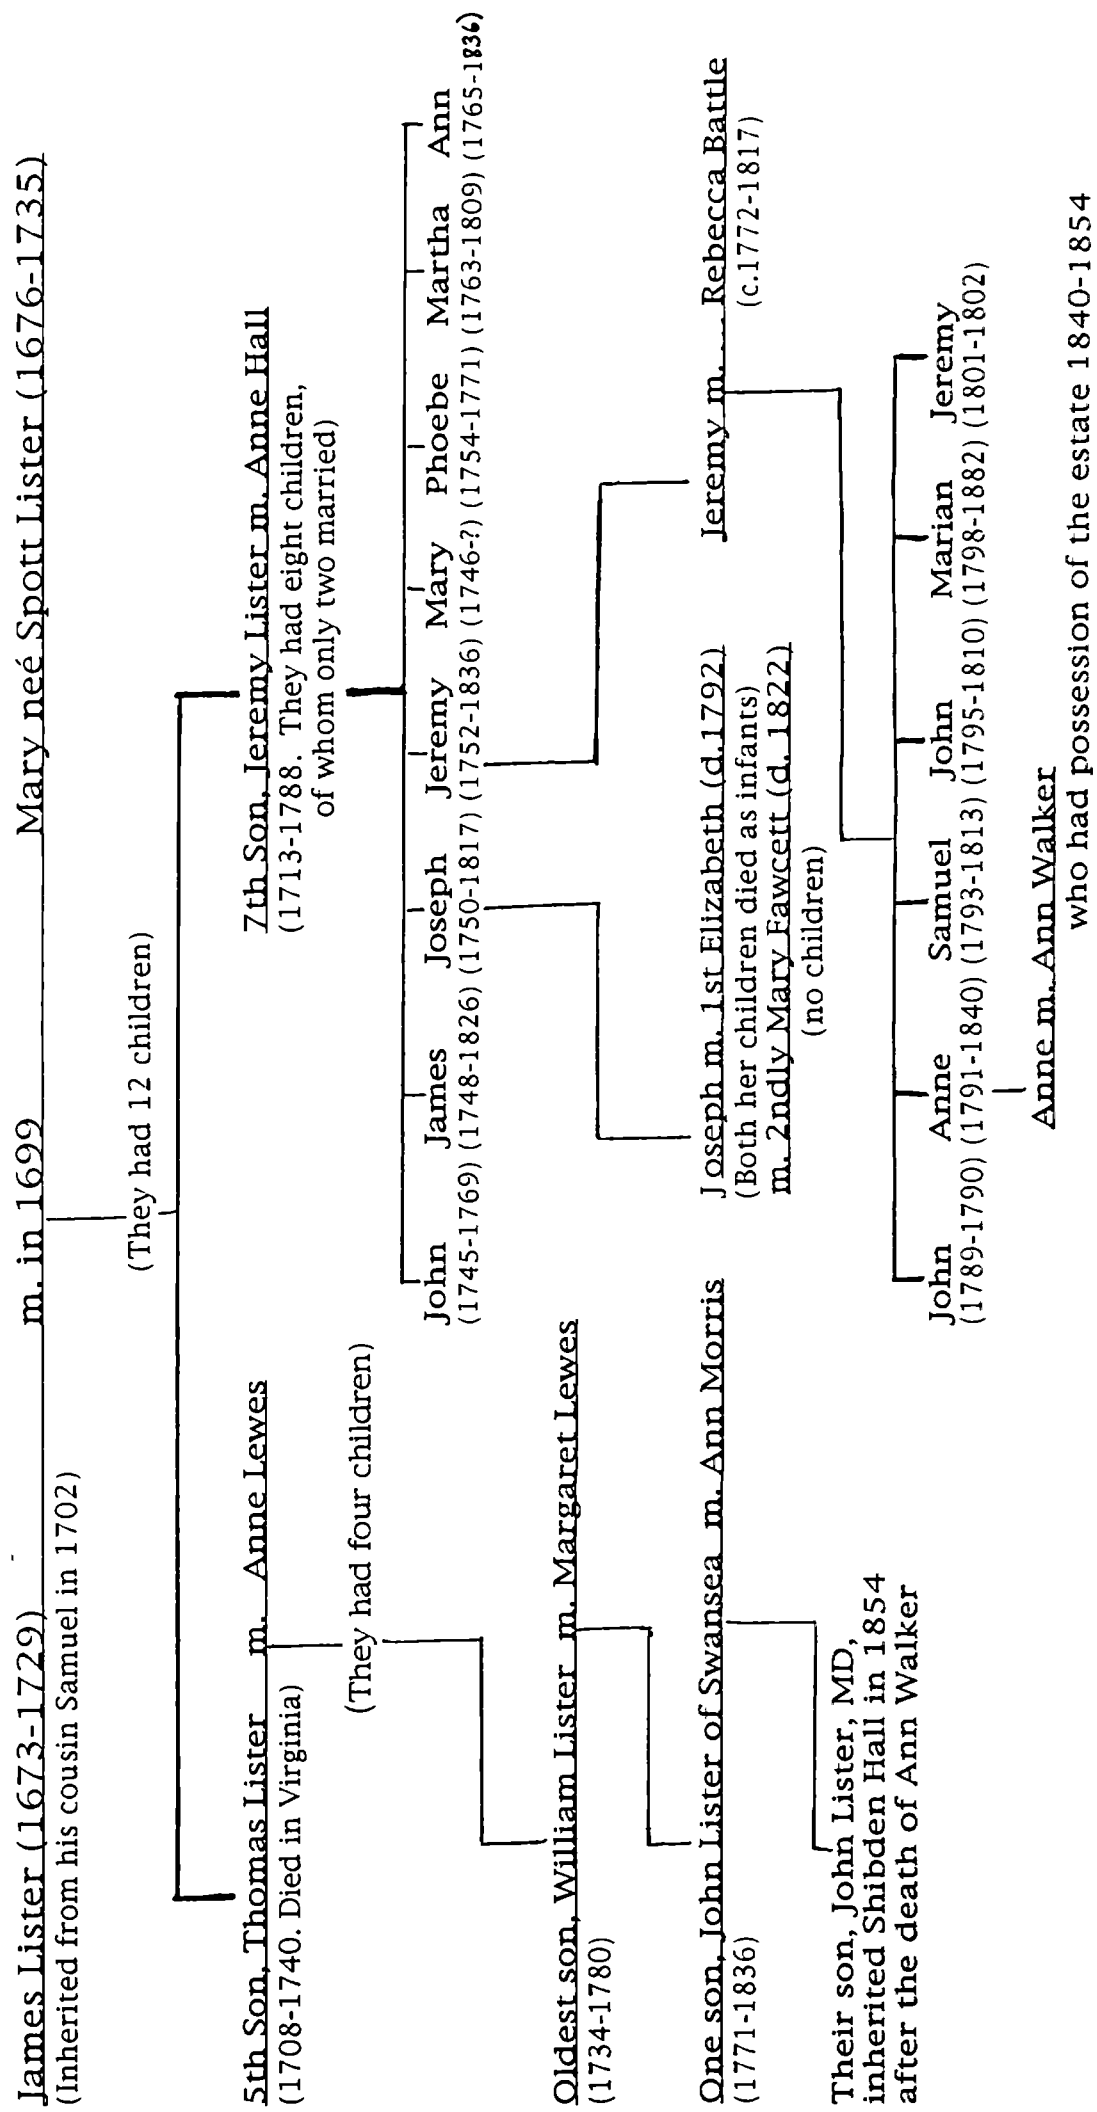 James Lister (1673-1729) m. in 1699 Mary neé Spott Lister (1676-1735)
(Inherited from his cousin Samuel in 1702)
(They had 12 children)
5th Son, Thomas Lister m. Anne Lewes
(1708-1740. Died in Virginia)
7th Son, Jeremy Lister m. Anne Hall
(1713-1788. They had eight children,
of whom only two married)
(They had four children)
John James Joseph Jeremy Mary Phoebe Martha Ann
(1745-1769) (1748-1826) (1750-1817) (1752-1836) (1746-?) (1754-1771) (1763-1809) (1765-1836)
Oldest son, William Lister m. Margaret Lewes
(1734-1780)
One son, John Lister of Swansea m. Ann Morris
(1771-1836)
Joseph m. 1st Elizabeth (d.1792)
(Both her children died as infants)
m. 2ndly Mary Fawcett (d. 1822)
(no children)
Jeremy m. . . Rebecca Battle
(c.1772-1817)
Their son, John Lister, MD,
inherited Shibden Hall in 1854
after the death of Ann Walker
John Anne Samuel John Marian Jeremy
(1789-1790) (1791-1840) (1793-1813) (1795-1810) (1798-1882) (1801-1802)
Anne m. Ann Walker
who had possession of the estate 1840-1854